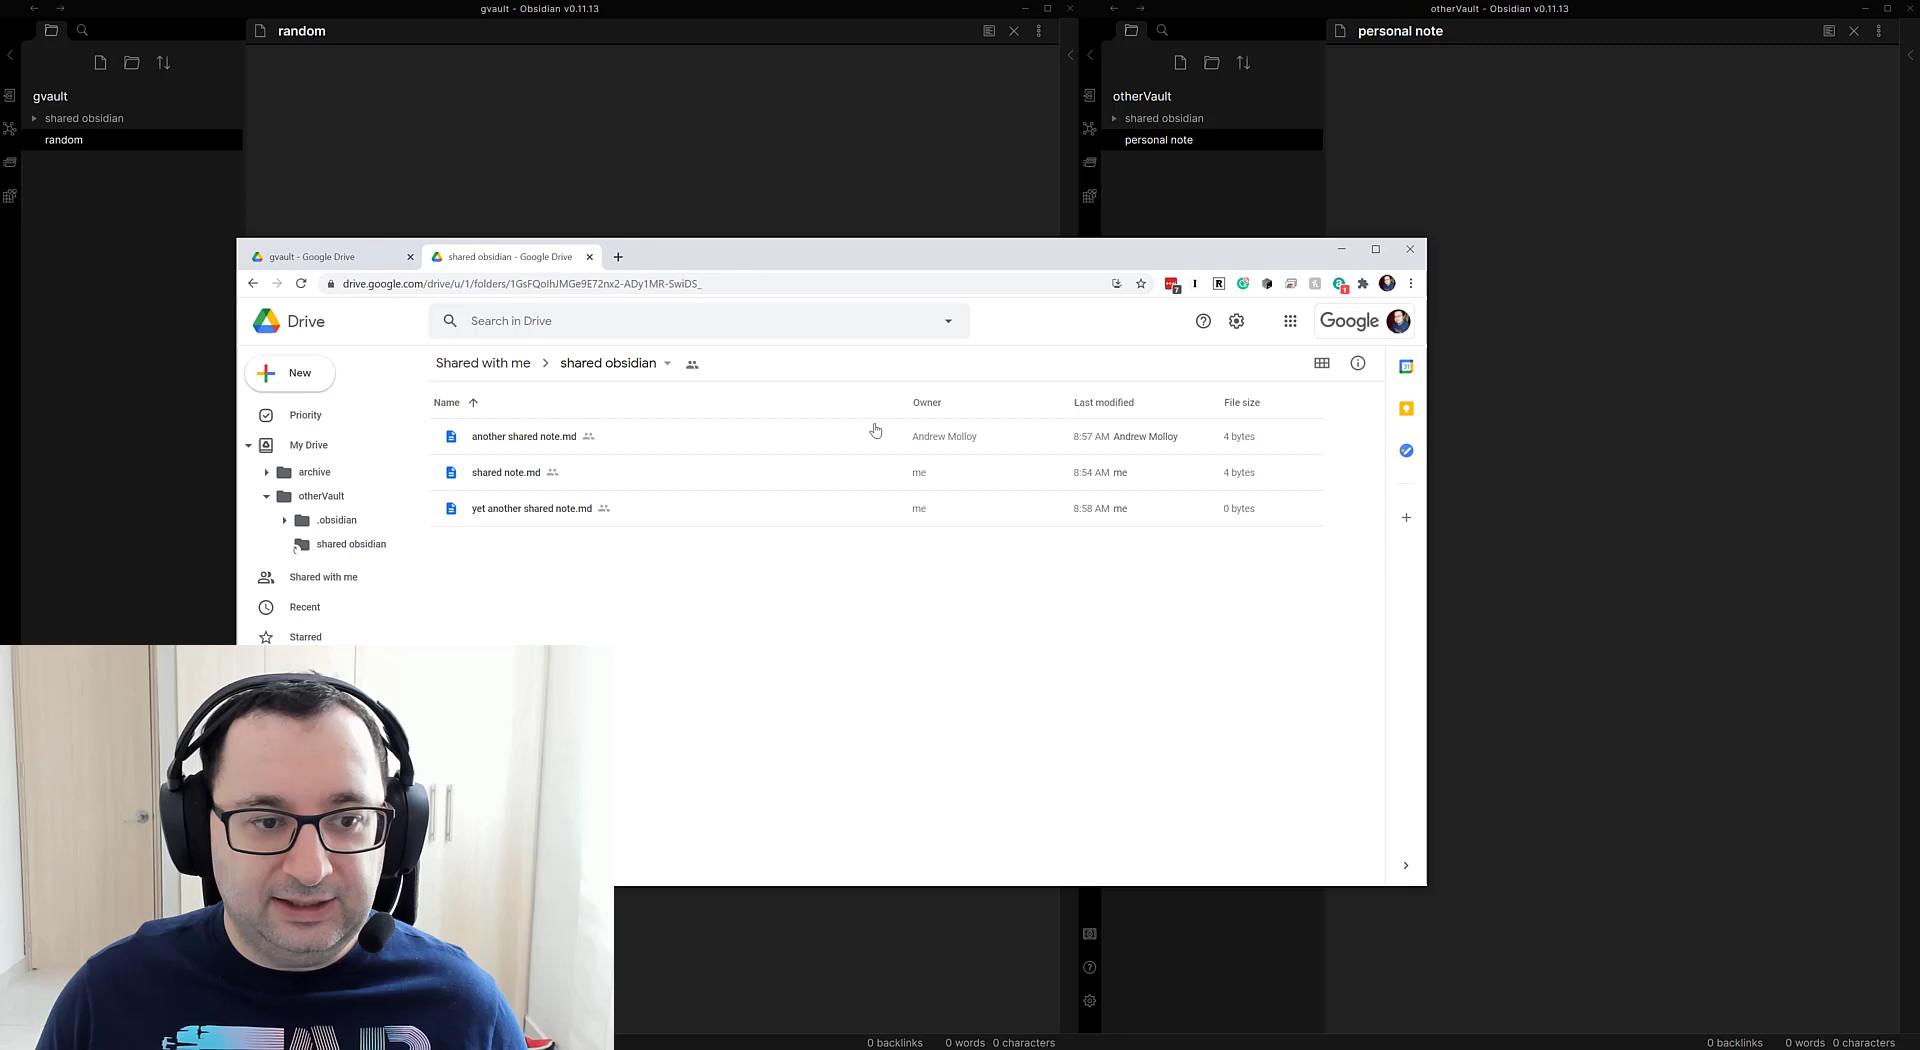 gvault - Obsidian v0.11.13
random
gvault
shared obsidian
random
otherVault - Obsidian v0.11.13
personal note
otherVault
shared obsidian
personal note
gvault - Google Drive
shared obsidian - Google Drive
drive.google.com/drive/u/1/folders/1GsFQolhJMGe9E72nx2-ADy1MR-SwiDS_
Drive
Search in Drive
Google
New
Priority
My Drive
archive
otherVault
.obsidian
shared obsidian
Shared with me
Recent
Starred
Shared with me
shared obsidian
Name Owner Last modified File size
another shared note.md Andrew Molloy 8:57 AM Andrew Molloy 4 bytes
shared note.md me 8:54 AM me 4 bytes
yet another shared note.md me 8:58 AM me 0 bytes
0 backlinks 0 words 0 characters
0 backlinks 0 words 0 characters